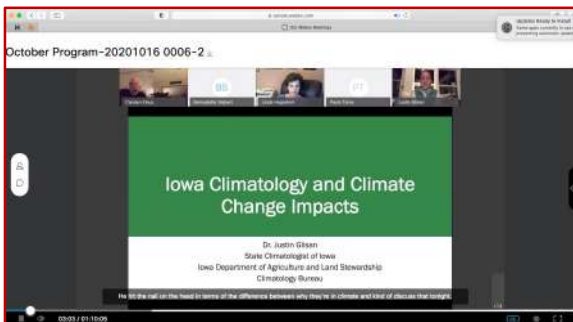 October Program-20201016 0006-2
BS
PT
Iowa Climatology and Climate
Change Impacts
Dr. Justin Glisan
State Climatologist of Iowa
Iowa Department of Agriculture and Land Stewardship
Climatology Bureau
He hit the nail on the head in terms of the difference between why they're in climate and kind of discuss that tonight.
03:03 / 01:10:05